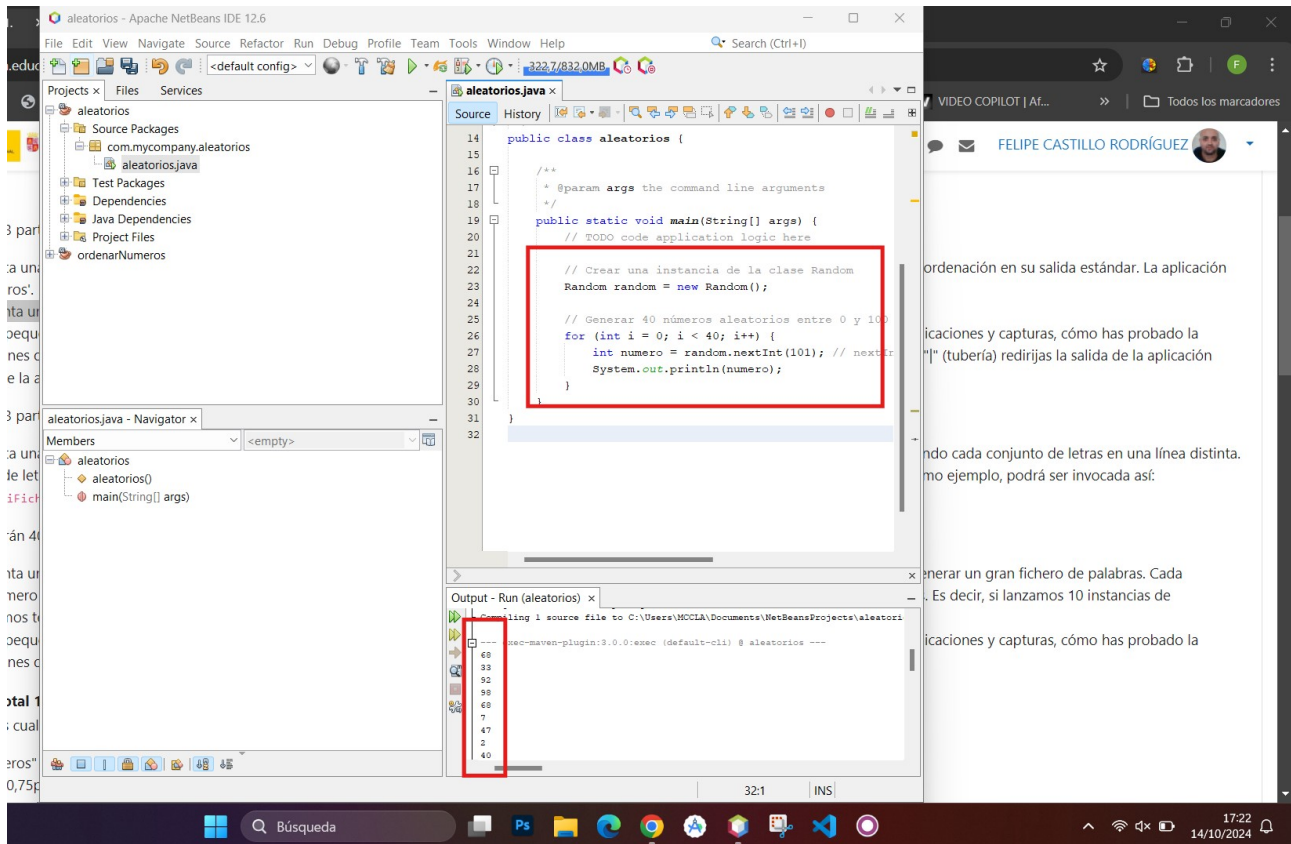 aleatorios - Apache NetBeans IDE 12.6
File Edit View Navigate Source Refactor Run Debug Profile Team Tools Window Help
Search (Ctrl+I)
<default config>
322,7/832,0MB
Projects Files Services
aleatorios
Source Packages
com.mycompany.aleatorios
aleatorios.java
Test Packages
Dependencies
Java Dependencies
Project Files
ordenarNumeros
aleatorios.java - Navigator
Members <empty>
aleatorios
aleatorios()
main(String[] args)
aleatorios.java
Source History
14 public class aleatorios {
15
16 /**
17 * @param args the command line arguments
18 */
19 public static void main(String[] args) {
20 // TODO code application logic here
21
22 // Crear una instancia de la clase Random
23 Random random = new Random();
24
25 // Generar 40 números aleatorios entre 0 y 100
26 for (int i = 0; i < 40; i++) {
27 int numero = random.nextInt(101); // nextIn
28 System.out.println(numero);
29 }
30 }
31 }
32
Output - Run (aleatorios)
Compiling 1 source file to C:\Users\MCCLA\Documents\NetBeansProjects\aleatori
--- exec-maven-plugin:3.0.0:exec (default-cli) @ aleatorios ---
68
33
92
98
68
7
47
2
40
32:1 INS
VIDEO COPILOT | Af...
» Todos los marcadores
FELIPE CASTILLO RODRÍGUEZ
F
ordenación en su salida estándar. La aplicación
icaciones y capturas, cómo has probado la
"|" (tubería) redirijas la salida de la aplicación
ndo cada conjunto de letras en una línea distinta.
mo ejemplo, podrá ser invocada así:
enerar un gran fichero de palabras. Cada
. Es decir, si lanzamos 10 instancias de
icaciones y capturas, cómo has probado la
Búsqueda
Ps
17:22
14/10/2024